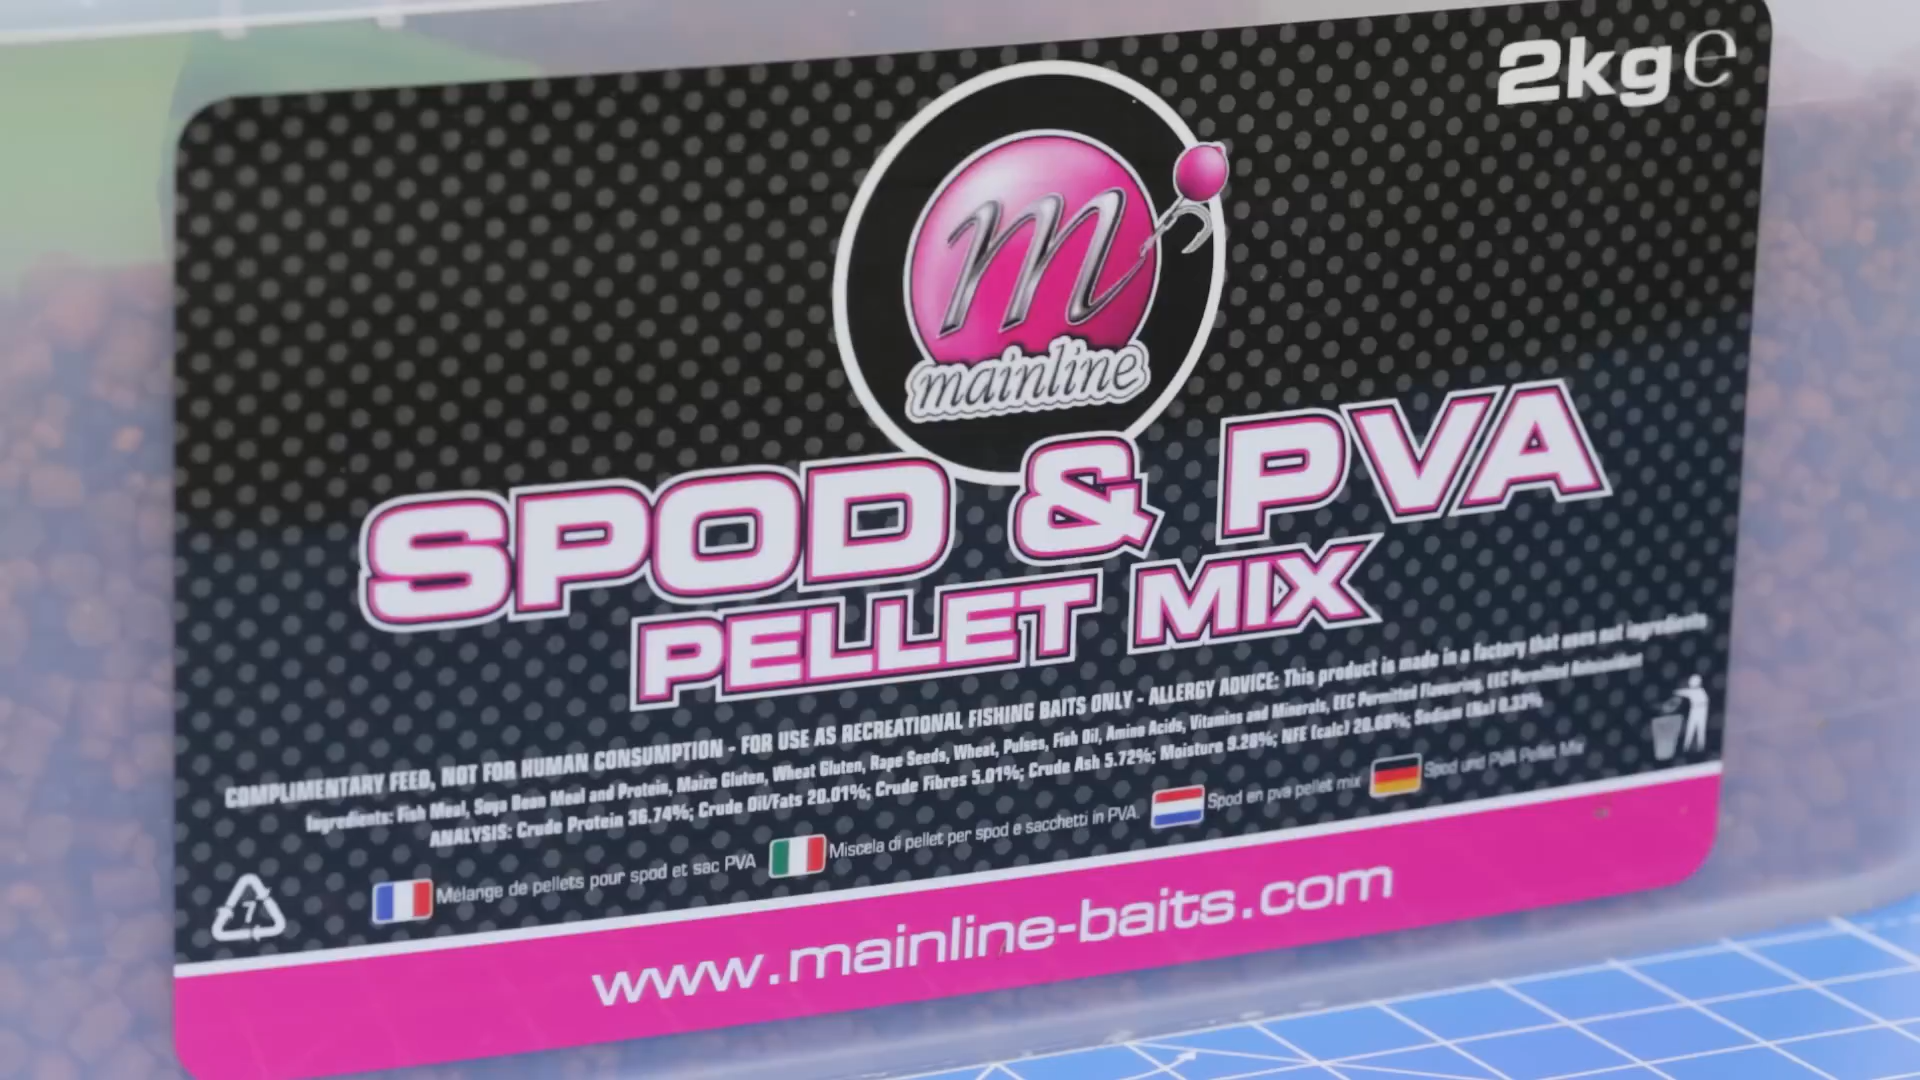 2kg e
m
mainline
SPOD & PVA
PELLET MIX
COMPLIMENTARY FEED, NOT FOR HUMAN CONSUMPTION - FOR USE AS RECREATIONAL FISHING BAITS ONLY - ALLERGY ADVICE: This product is made in a factory that uses nut ingredients
Ingredients: Fish Meal, Soya Bean Meal and Protein, Maize Gluten, Wheat Gluten, Rape Seeds, Wheat, Pulses, Fish Oil, Amino Acids, Vitamins and Minerals, EEC Permitted Flavouring, EEC Permitted Antioxidant
ANALYSIS: Crude Protein 36.74%; Crude Oil/Fats 20.01%; Crude Fibres 5.01%; Crude Ash 5.72%; Moisture 9.28%; NFE (calc) 20.60%; Sodium (Na) 0.33%
Mélange de pellets pour spod et sac PVA
Miscela di pellet per spod e sacchetti in PVA.
Spod en pva pellet mix
Spod und PVA Pellet Mix
7
www.mainline-baits.com